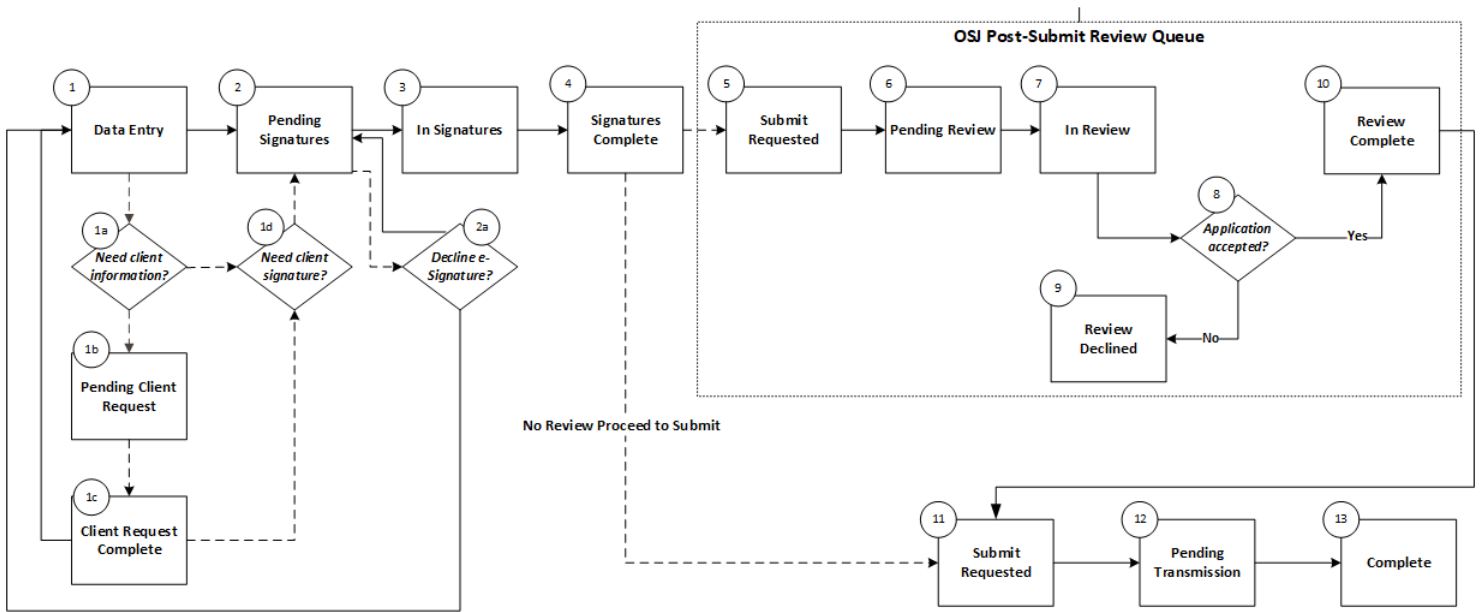 OSJ Post-Submit Review Queue
1
Data Entry
2
Pending
Signatures
3
In Signatures
4
Signatures
Complete
5
Submit
Requested
6
Pending Review
7
In Review
10
Review
Complete
1a
Need client
information?
1d
Need client
signature?
2a
Decline e-
Signature?
8
Application
accepted?
Yes
No
9
Review
Declined
1b
Pending Client
Request
No Review Proceed to Submit
1c
Client Request
Complete
11
Submit
Requested
12
Pending
Transmission
13
Complete